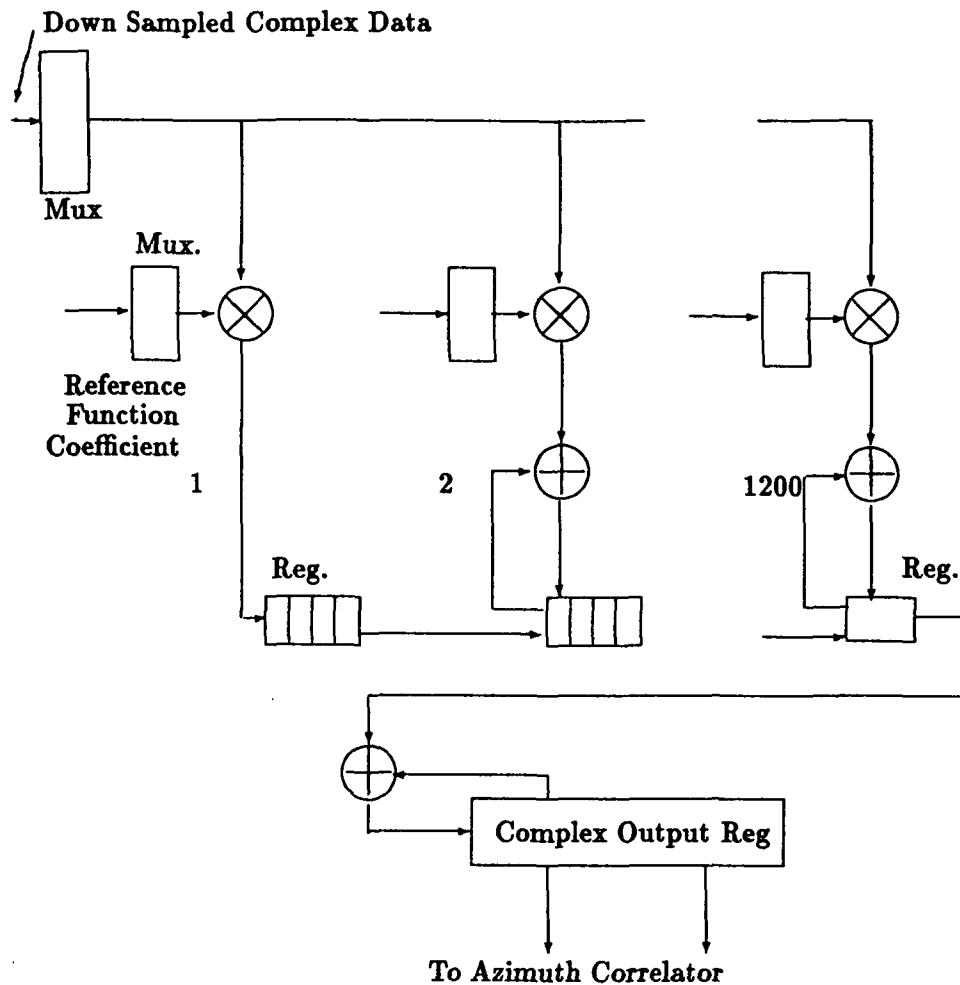 Down Sampled Complex Data
Mux
Mux.
Reference
Function
Coefficient
1
2
1200
Reg.
Reg.
Complex Output Reg
To Azimuth Correlator